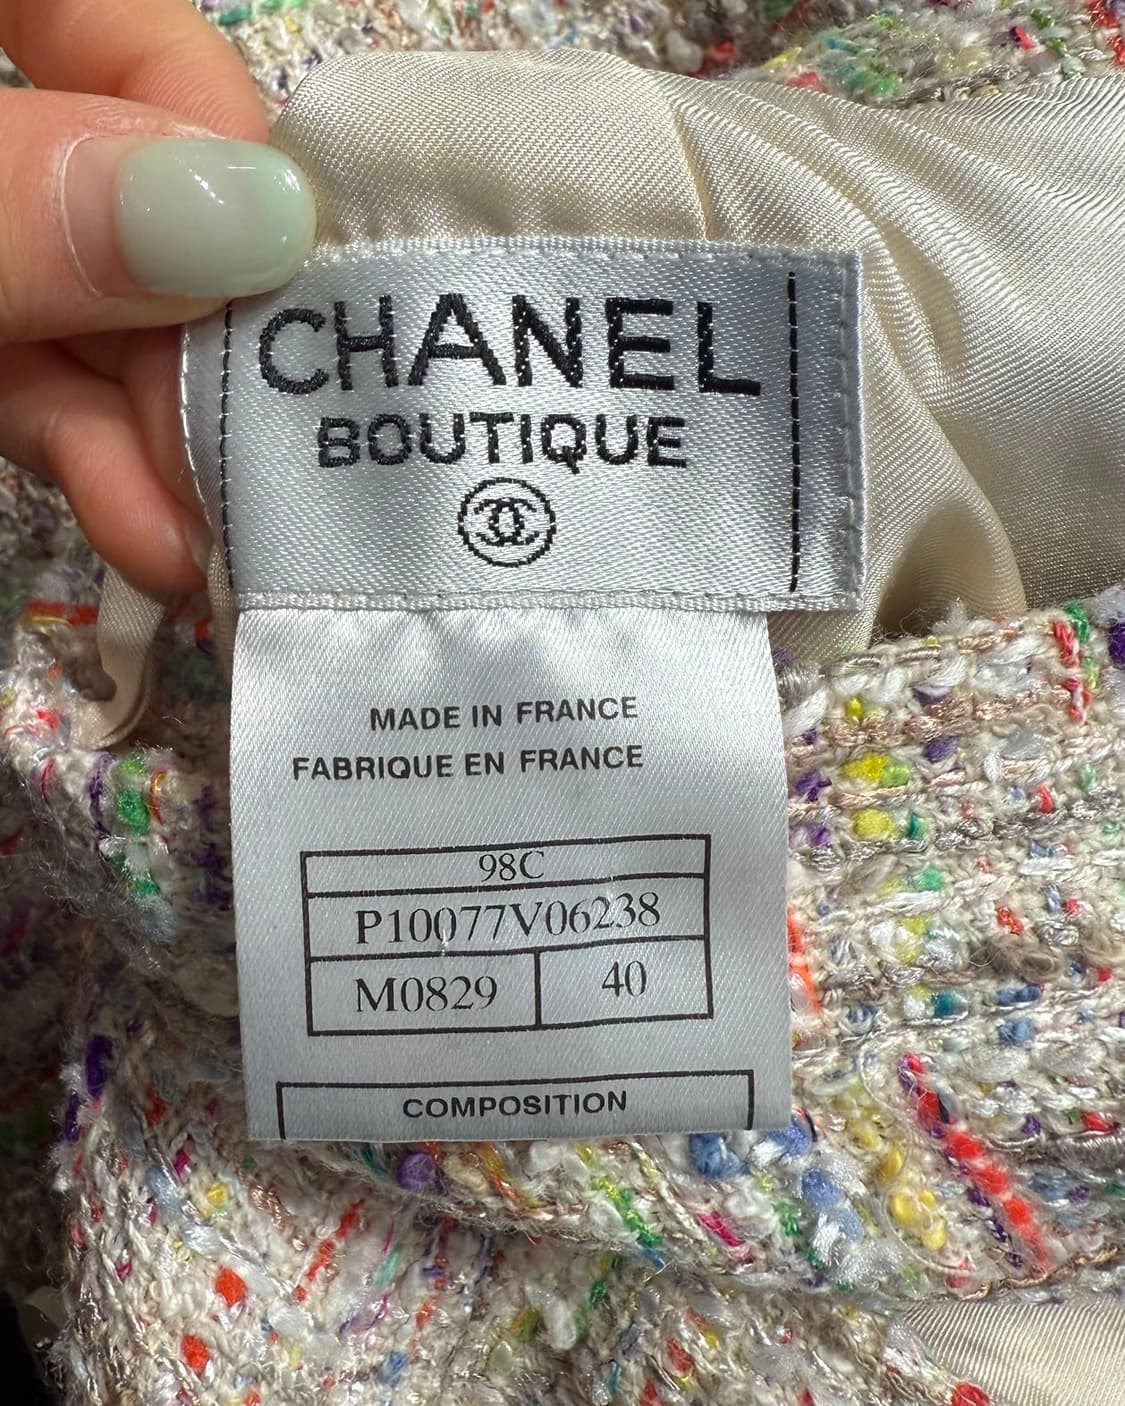 CHANEL
BOUTIQUE
MADE IN FRANCE
FABRIQUE EN FRANCE
98C
P10077V06238
M0829 40
COMPOSITION